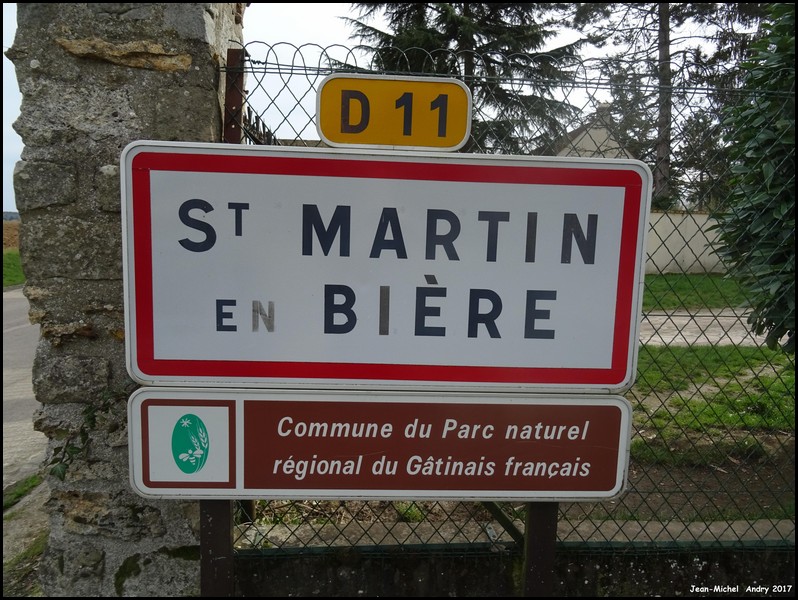 D 11
ST MARTIN
EN BIÈRE
Commune du Parc naturel
régional du Gâtinais français
Jean-Michel Andry 2017